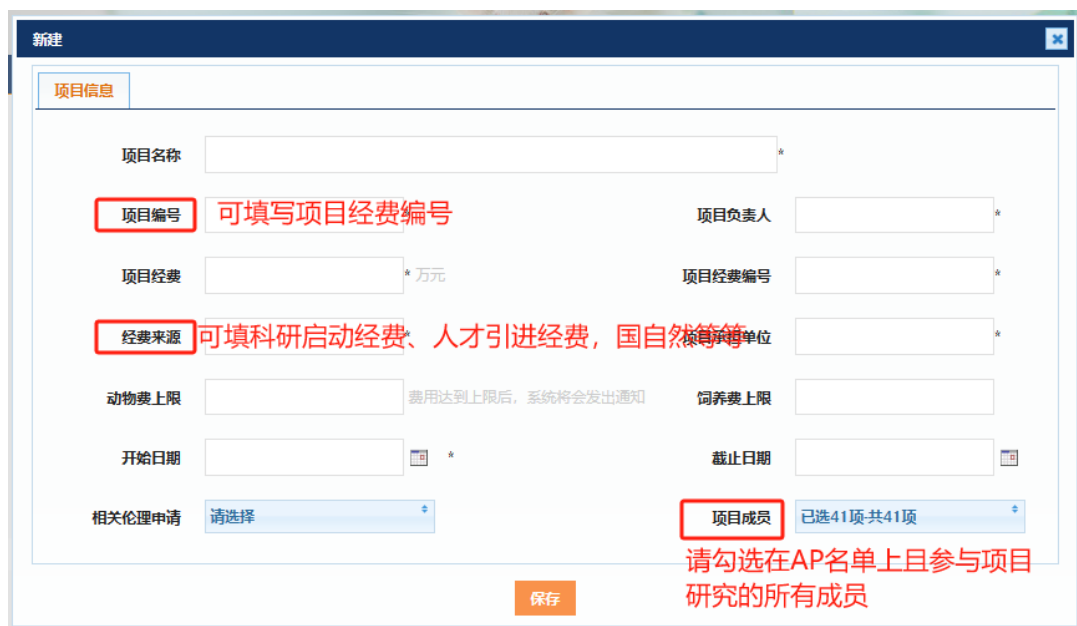 新建
项目信息
项目名称 *
项目编号 可填写项目经费编号 项目负责人 *
项目经费 * 万元 项目经费编号 *
经费来源 可填科研启动经费、人才引进经费，国自然等等 项目承担单位 *
动物费上限 费用达到上限后，系统将会发出通知 饲养费上限
开始日期 * 截止日期
相关伦理申请 请选择 项目成员 已选41项-共41项
请勾选在AP名单上且参与项目
研究的所有成员
保存